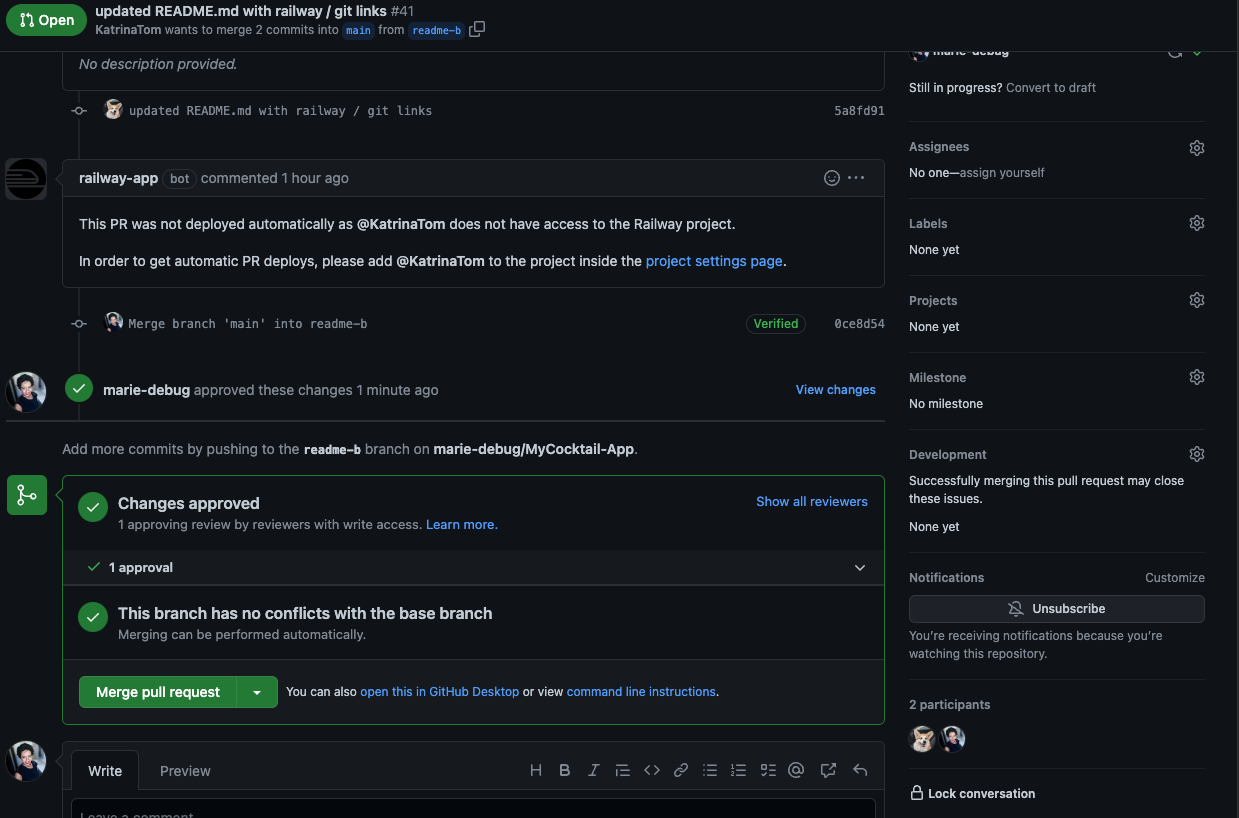 Open
updated README.md with railway / git links #41
KatrinaTom wants to merge 2 commits into main from readme-b
No description provided.
updated README.md with railway / git links 5a8fd91
railway-app bot commented 1 hour ago
This PR was not deployed automatically as @KatrinaTom does not have access to the Railway project.
In order to get automatic PR deploys, please add @KatrinaTom to the project inside the project settings page.
Merge branch 'main' into readme-b Verified 0ce8d54
marie-debug approved these changes 1 minute ago View changes
Add more commits by pushing to the readme-b branch on marie-debug/MyCocktail-App.
Changes approved Show all reviewers
1 approving review by reviewers with write access. Learn more.
1 approval
This branch has no conflicts with the base branch
Merging can be performed automatically.
Merge pull request You can also open this in GitHub Desktop or view command line instructions.
Write Preview
Leave a comment
marie-debug
Still in progress? Convert to draft
Assignees
No one—assign yourself
Labels
None yet
Projects
None yet
Milestone
No milestone
Development
Successfully merging this pull request may close
these issues.
None yet
Notifications Customize
Unsubscribe
You're receiving notifications because you're
watching this repository.
2 participants
Lock conversation